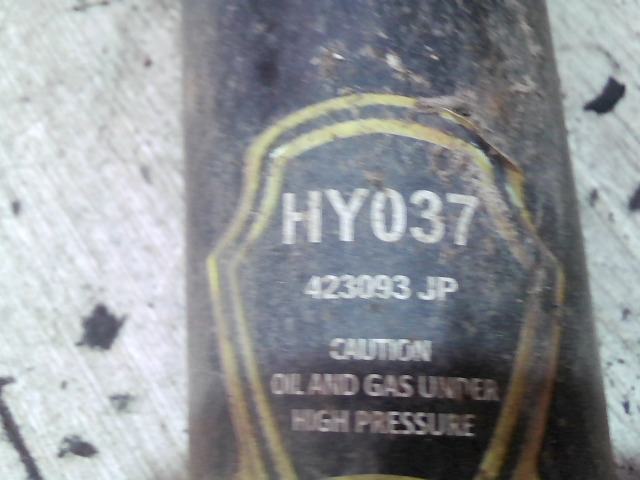 HY037
423093 JP
CAUTION
OIL AND GAS UNDER
HIGH PRESSURE